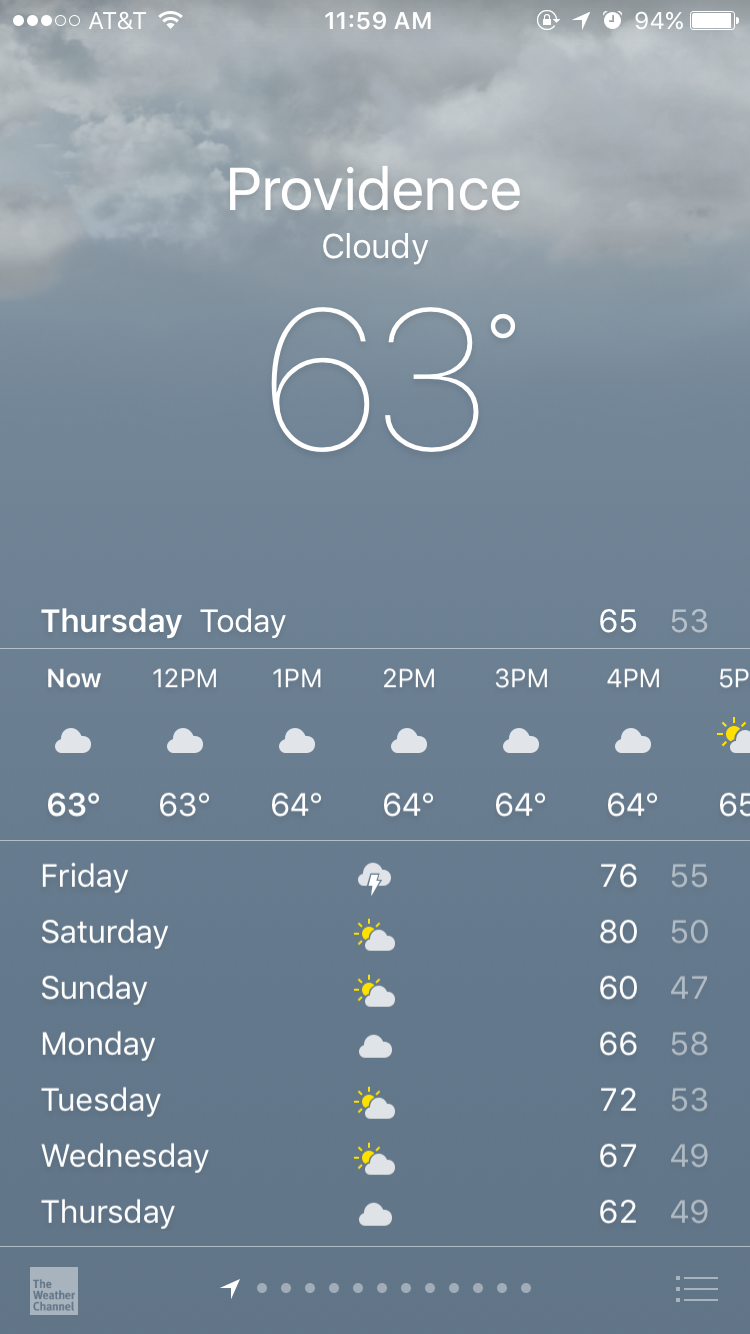 AT&T 11:59 AM 94%
Providence
Cloudy
63°
Thursday Today 65 53
Now 12PM 1PM 2PM 3PM 4PM 5P
63° 63° 64° 64° 64° 64° 65
Friday 76 55
Saturday 80 50
Sunday 60 47
Monday 66 58
Tuesday 72 53
Wednesday 67 49
Thursday 62 49
The
Weather
Channel